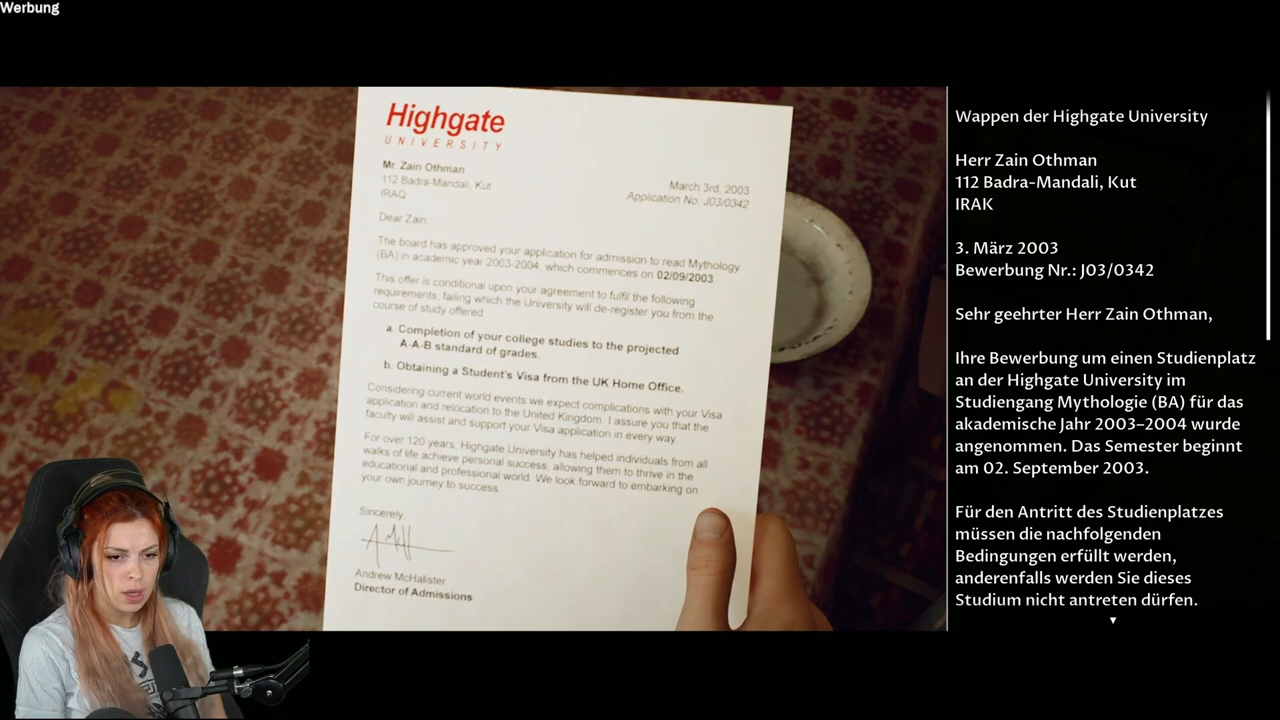 Werbung
Highgate
UNIVERSITY
Mr. Zain Othman
112 Badra-Mandali, Kut
IRAQ
March 3rd, 2003
Application No: J03/0342
Dear Zain,
The board has approved your application for admission to read Mythology
(BA) in academic year 2003-2004, which commences on 02/09/2003.
This offer is conditional upon your agreement to fulfil the following
requirements, failing which the University will de-register you from the
course of study offered:
a. Completion of your college studies to the projected
A-A-B standard of grades.
b. Obtaining a Student's Visa from the UK Home Office.
Considering current world events we expect complications with your Visa
application and relocation to the United Kingdom. I assure you that the
faculty will assist and support your Visa application in every way.
For over 120 years, Highgate University has helped individuals from all
walks of life achieve personal success, allowing them to thrive in the
educational and professional world. We look forward to embarking on
your own journey to success.
Sincerely,
Andrew McHalister
Director of Admissions
Wappen der Highgate University
Herr Zain Othman
112 Badra-Mandali, Kut
IRAK
3. März 2003
Bewerbung Nr.: J03/0342
Sehr geehrter Herr Zain Othman,
Ihre Bewerbung um einen Studienplatz
an der Highgate University im
Studiengang Mythologie (BA) für das
akademische Jahr 2003–2004 wurde
angenommen. Das Semester beginnt
am 02. September 2003.
Für den Antritt des Studienplatzes
müssen die nachfolgenden
Bedingungen erfüllt werden,
anderenfalls werden Sie dieses
Studium nicht antreten dürfen.